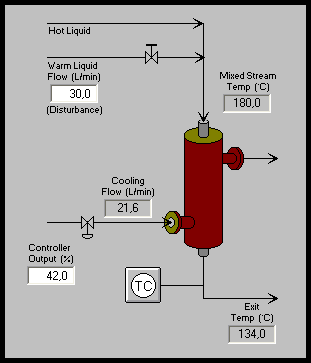 Hot Liquid
Warm Liquid
Flow (L/min)
30,0
(Disturbance)
Mixed Stream
Temp (°C)
180,0
Cooling
Flow (L/min)
21,6
Controller
Output (%)
42,0
TC
Exit
Temp (°C)
134,0